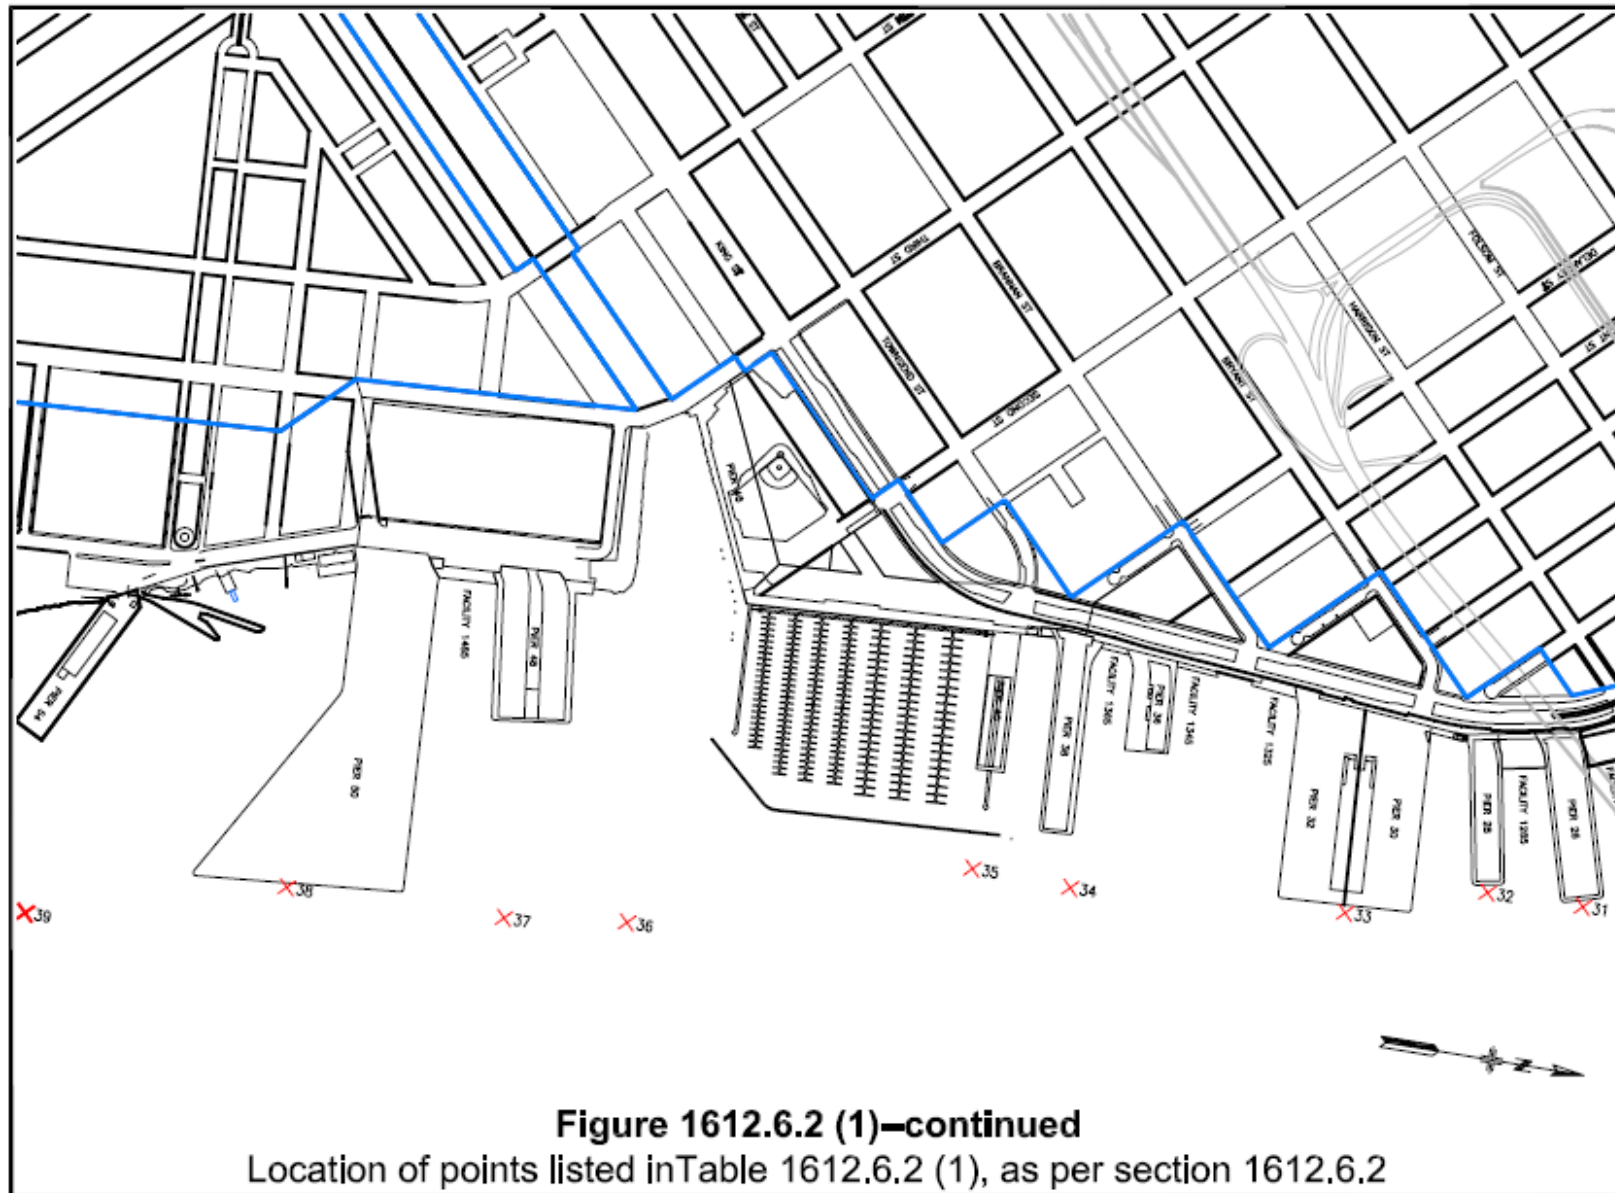 KING ST
THIRD ST
BRANNAN ST
TOWNSEND ST
SECOND ST
BRYANT ST
HARRISON ST
FOLSOM ST
PIER 54
PIER 50
FACILITY 1485
PIER 48
PIER 38
FACILITY 1365
PIER 36
FACILITY 1345
FACILITY 1325
PIER 32
PIER 30
PIER 28
FACILITY 1265
PIER 26
39
38
37
36
35
34
33
32
31
N
Figure 1612.6.2 (1)–continued
Location of points listed inTable 1612.6.2 (1), as per section 1612.6.2